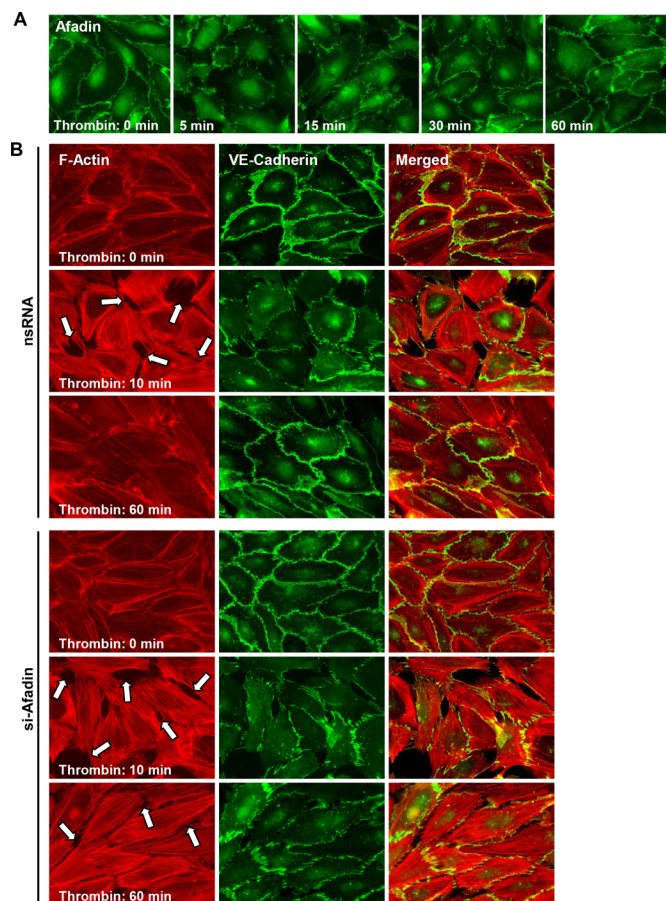 A
Afadin
Thrombin: 0 min
5 min
15 min
30 min
60 min
B
F-Actin
VE-Cadherin
Merged
Thrombin: 0 min
nsRNA
Thrombin: 10 min
Thrombin: 60 min
Thrombin: 0 min
si-Afadin
Thrombin: 10 min
Thrombin: 60 min